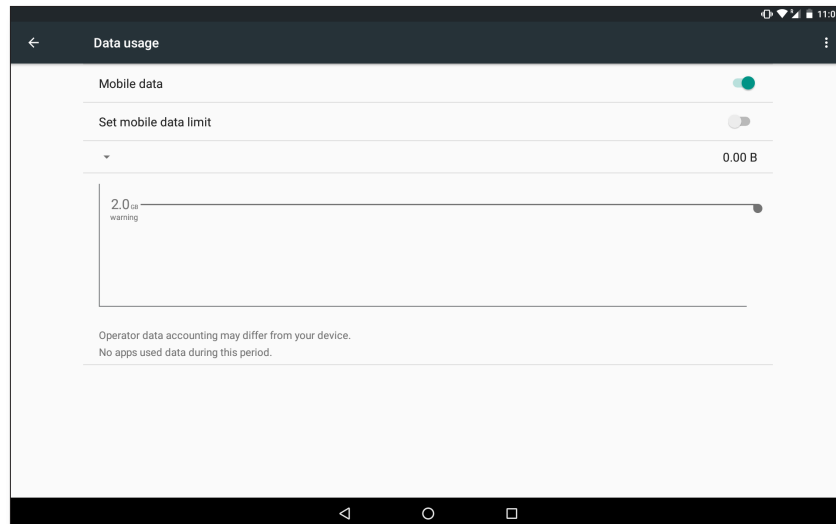 11:0
Data usage
Mobile data
Set mobile data limit
0.00 B
2.0 GB
warning
Operator data accounting may differ from your device.
No apps used data during this period.